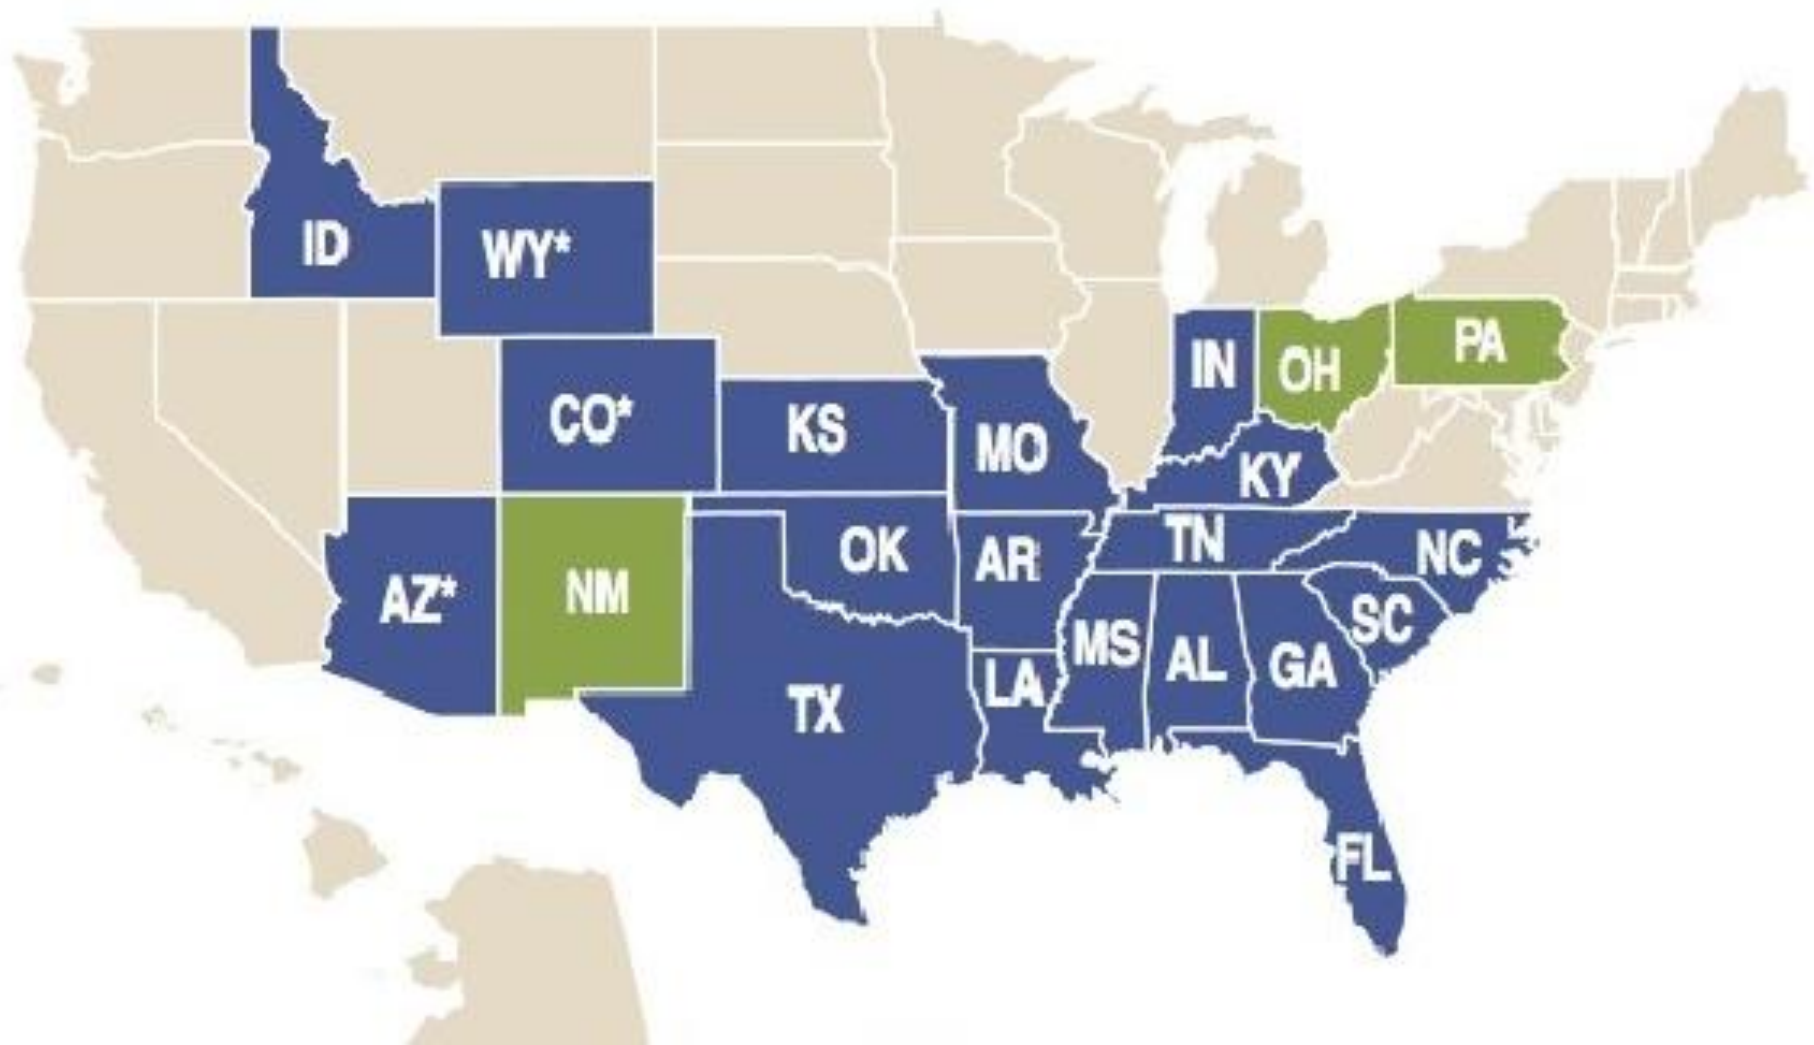 ID
WY*
IN
OH
PA
CO*
KS
MO
KY
AZ*
NM
OK
AR
TN
NC
TX
LA
MS
AL
GA
SC
FL